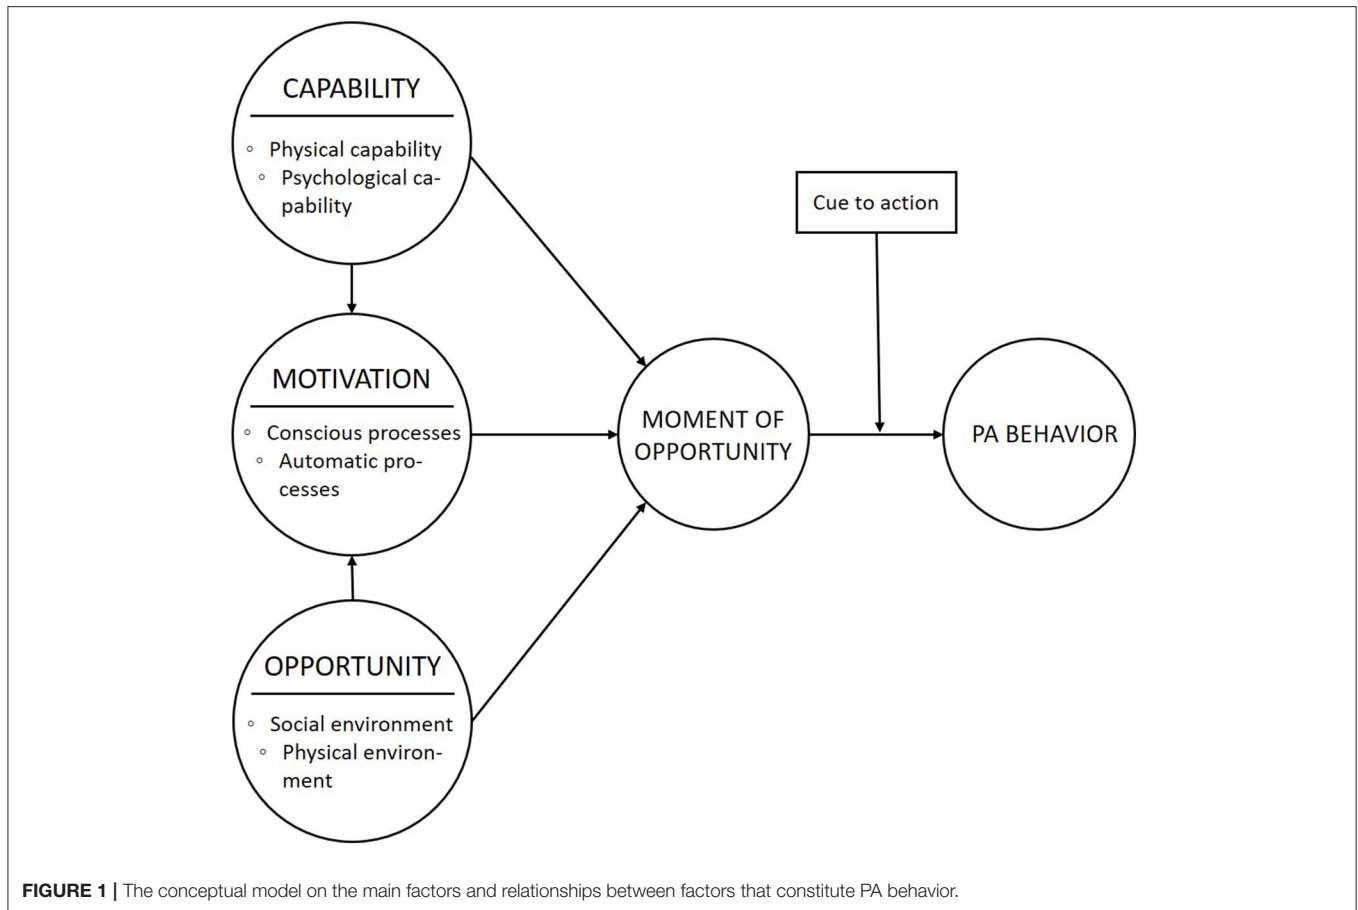 CAPABILITY
◦ Physical capability
◦ Psychological ca-
pability
Cue to action
MOTIVATION
◦ Conscious processes
◦ Automatic pro-
cesses
MOMENT OF
OPPORTUNITY
PA BEHAVIOR
OPPORTUNITY
◦ Social environment
◦ Physical environ-
ment
FIGURE 1 | The conceptual model on the main factors and relationships between factors that constitute PA behavior.